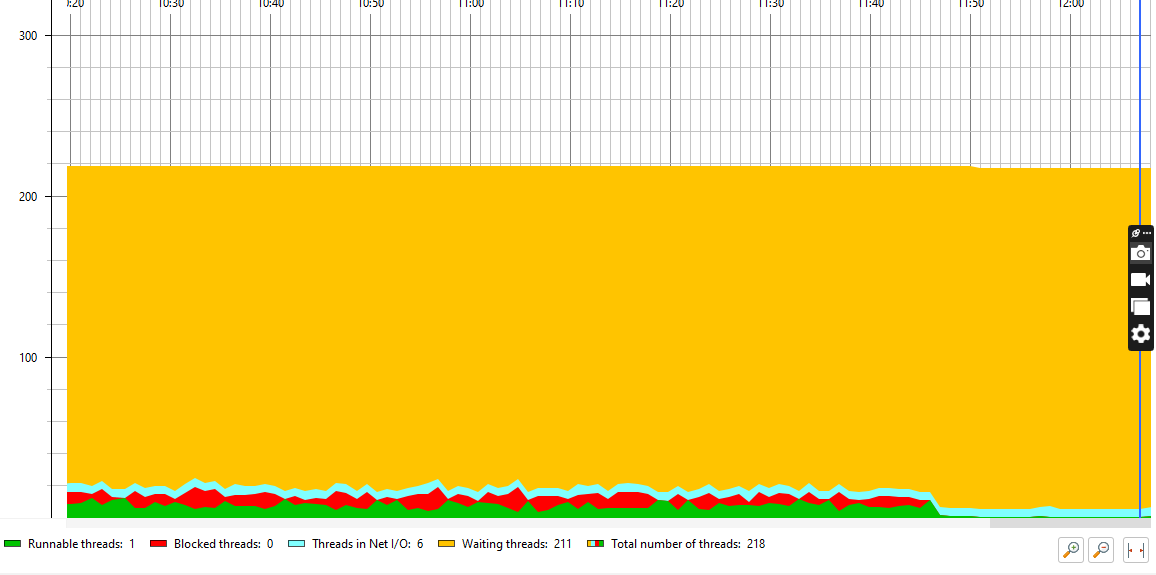 10:30 10:40 10:50 11:00 11:10 11:20 11:30 11:40 11:50 12:00
300
200
100
Runnable threads: 1 Blocked threads: 0 Threads in Net I/O: 6 Waiting threads: 211 Total number of threads: 218